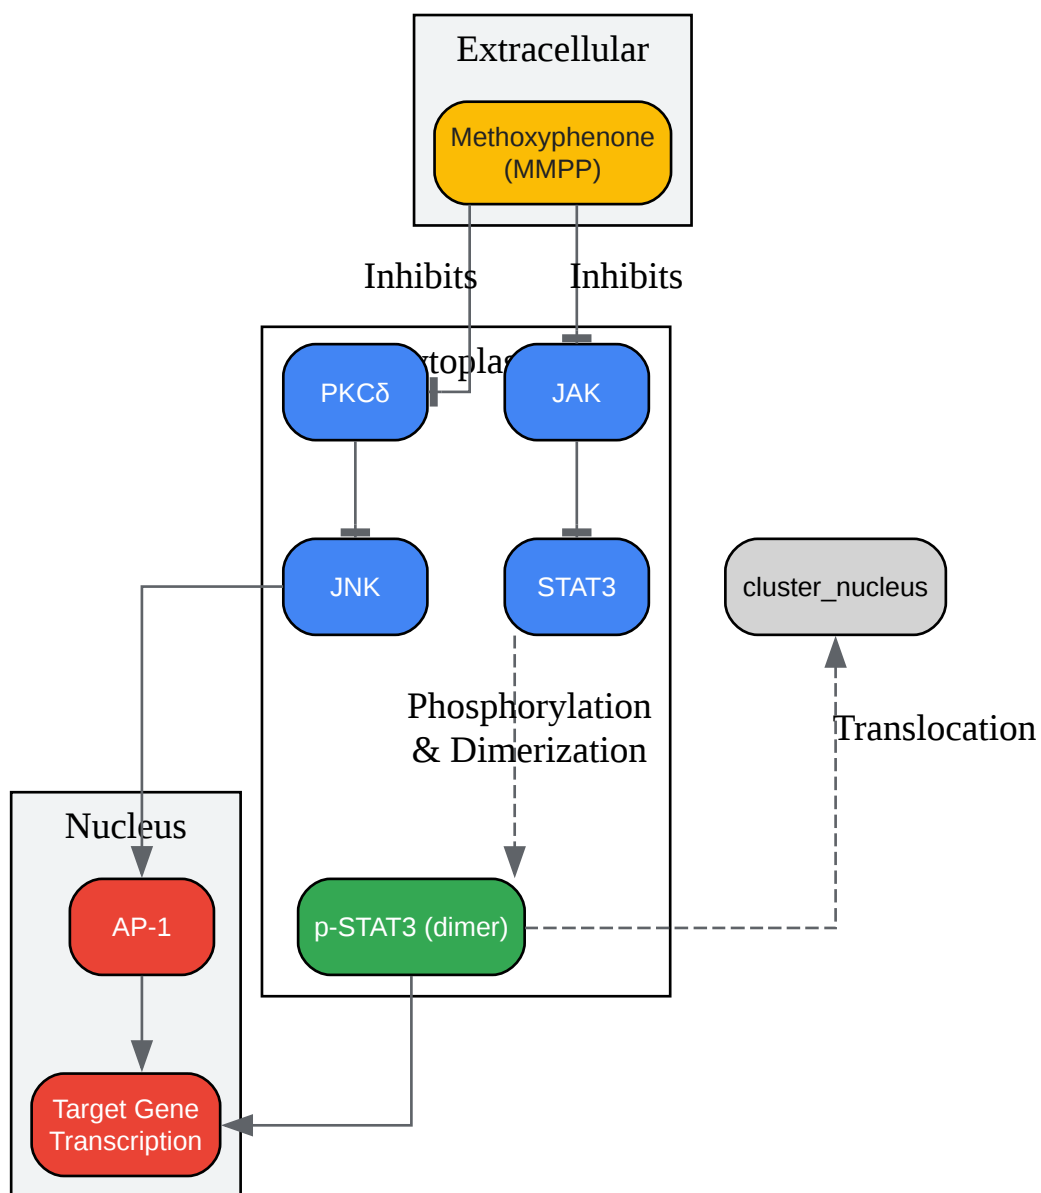 Extracellular
Methoxyphenone
(MMPP)
Inhibits
Inhibits
PKCδ
JAK
JNK
STAT3
cluster_nucleus
Phosphorylation
& Dimerization
Translocation
Nucleus
AP-1
p-STAT3 (dimer)
Target Gene
Transcription